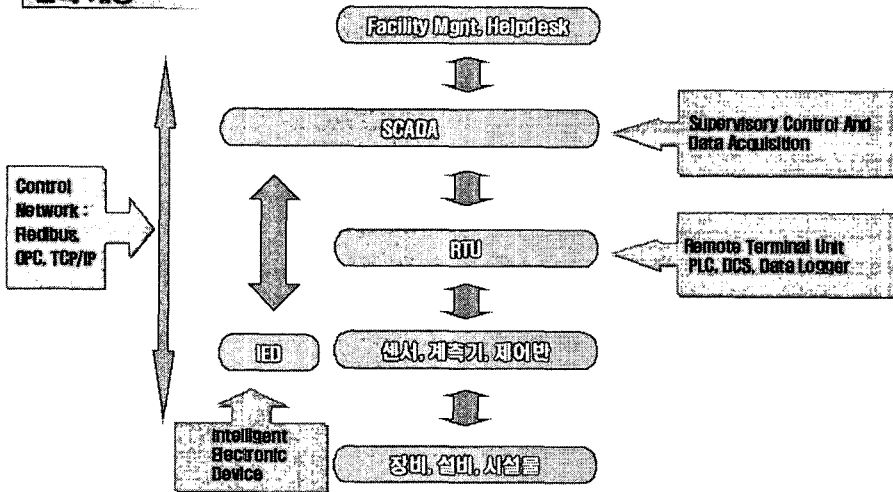 Facility Mgnt, Helpdesk
SCADA
Supervisory Control And
Data Acquisition
Control
Network :
Fiedibus,
OPC, TCP/IP
RTU
Remote Terminal Unit
PLC, DCS, Data Logger
IED
센서, 계측기, 제어반
Intelligent
Electronic
Device
장비, 설비, 시설물